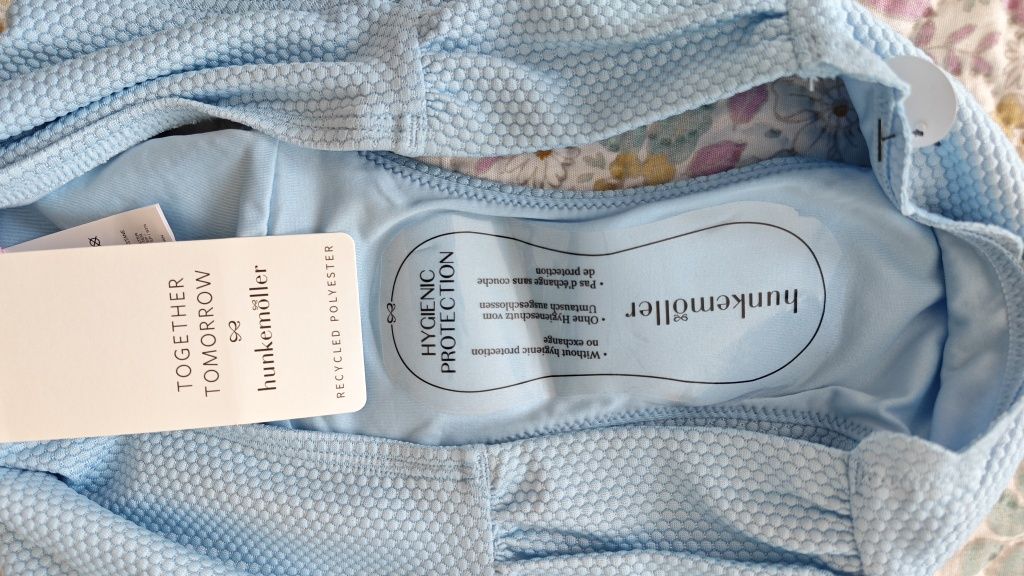 TOGETHER
TOMORROW
hunkemöller
RECYCLED POLYESTER
HYGIENIC
PROTECTION
• Without hygienic protection
no exchange
• Ohne Hygieneschutz vom
Umtausch ausgeschlossen
• Pas d'échange sans couche
de protection
hunkemöller